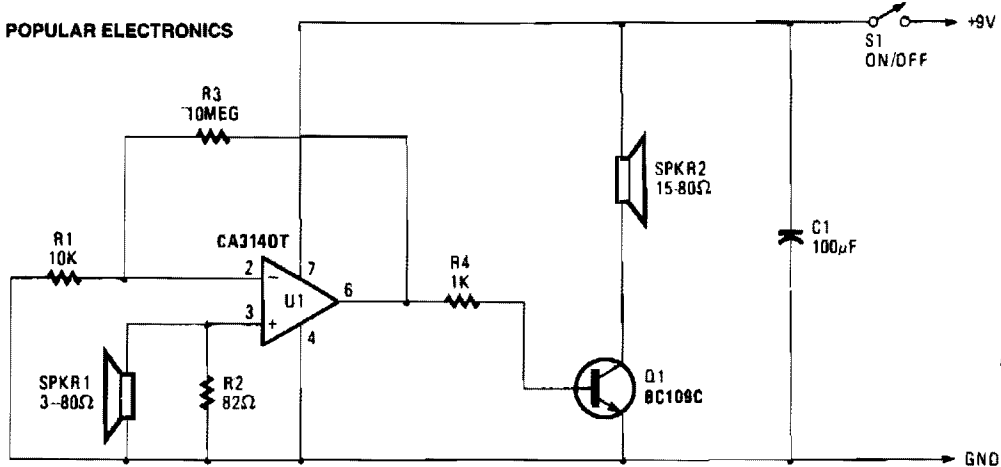 POPULAR ELECTRONICS
+9V
S1
ON/OFF
R3
10MEG
SPKR2
15-80Ω
C1
100µF
R1
10K
CA3140T
2
7
−
U1
6
3
+
4
R4
1K
SPKR1
3-80Ω
R2
82Ω
Q1
BC109C
GND